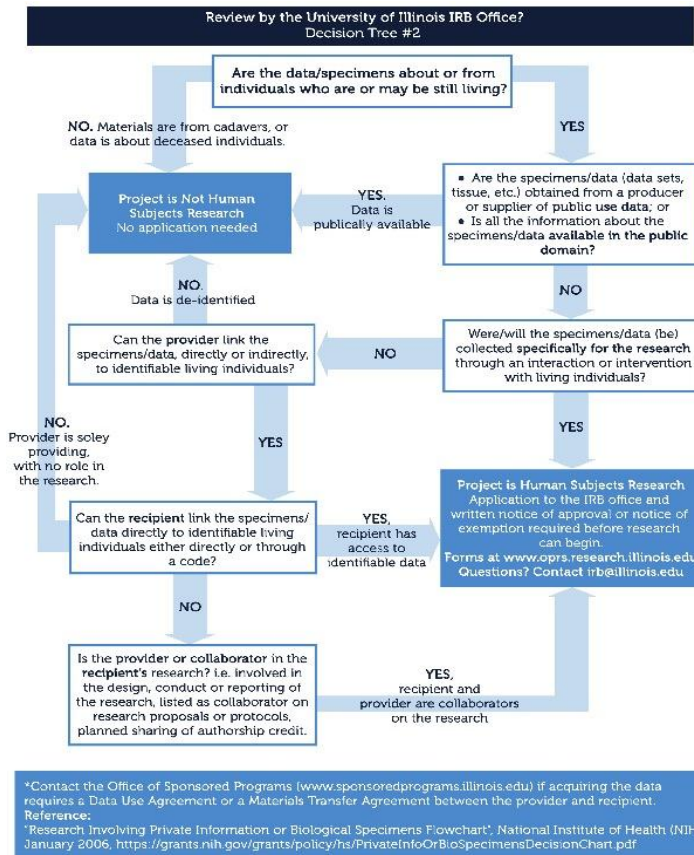 Review by the University of Illinois IRB Office?
Decision Tree #2
Are the data/specimens about or from
individuals who are or may be still living?
NO. Materials are from cadavers, or
data is about deceased individuals.
YES
Project is Not Human
Subjects Research
No application needed
YES.
Data is
publically available
▪ Are the specimens/data (data sets,
tissue, etc.) obtained from a producer
or supplier of public use data; or
● Is all the information about the
specimens/data available in the public
domain?
NO.
Data is de-identified
NO
Can the provider link the
specimens/data, directly or indirectly,
to identifiable living individuals?
NO
Were/will the specimens/data (be)
collected specifically for the research
through an interaction or intervention
with living individuals?
NO.
Provider is soley
providing,
with no role in
the research.
YES
YES
Can the recipient link the specimens/
data directly to identifiable living
individuals either directly or through
a code?
YES,
recipient has
access to
identifiable data
Project is Human Subjects Research
Application to the IRB office and
written notice of approval or notice of
exemption required before research
can begin.
Forms at www.oprs.research.illinois.edu
Questions? Contact irb@illinois.edu
NO
Is the provider or collaborator in the
recipient's research? i.e. involved in
the design, conduct or reporting of
the research, listed as collaborator on
research proposals or protocols,
planned sharing of authorship credit.
YES,
recipient and
provider are collaborators
on the research
*Contact the Office of Sponsored Programs (www.sponsoredprograms.illinois.edu) if acquiring the data
requires a Data Use Agreement or a Materials Transfer Agreement between the provider and recipient.
Reference:
"Research Involving Private Information or Biological Specimens Flowchart", National Institute of Health (NIH
January 2006, https://grants.nih.gov/grants/policy/hs/PrivateInfoOrBioSpecimensDecisionChart.pdf